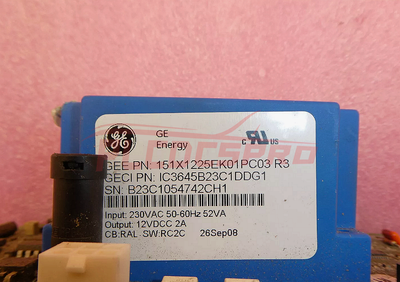 GE
Energy
GEE PN: 151X1225EK01PC03 R3
GECI PN: IC3645B23C1DDG1
SN: B23C1054742CH1
Input: 230VAC 50-60Hz 52VA
Output: 12VDCC 2A
CB:RAL SW:RC2C 26Sep08